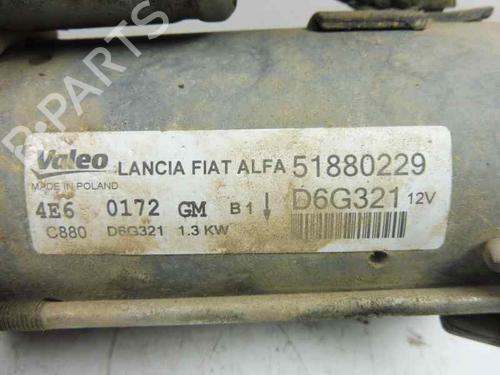 B-PARTS
Valeo LANCIA FIAT ALFA 51880229
MADE IN POLAND D6G321 12V
4E6 0172 GM B1
C880 D6G321 1.3 KW